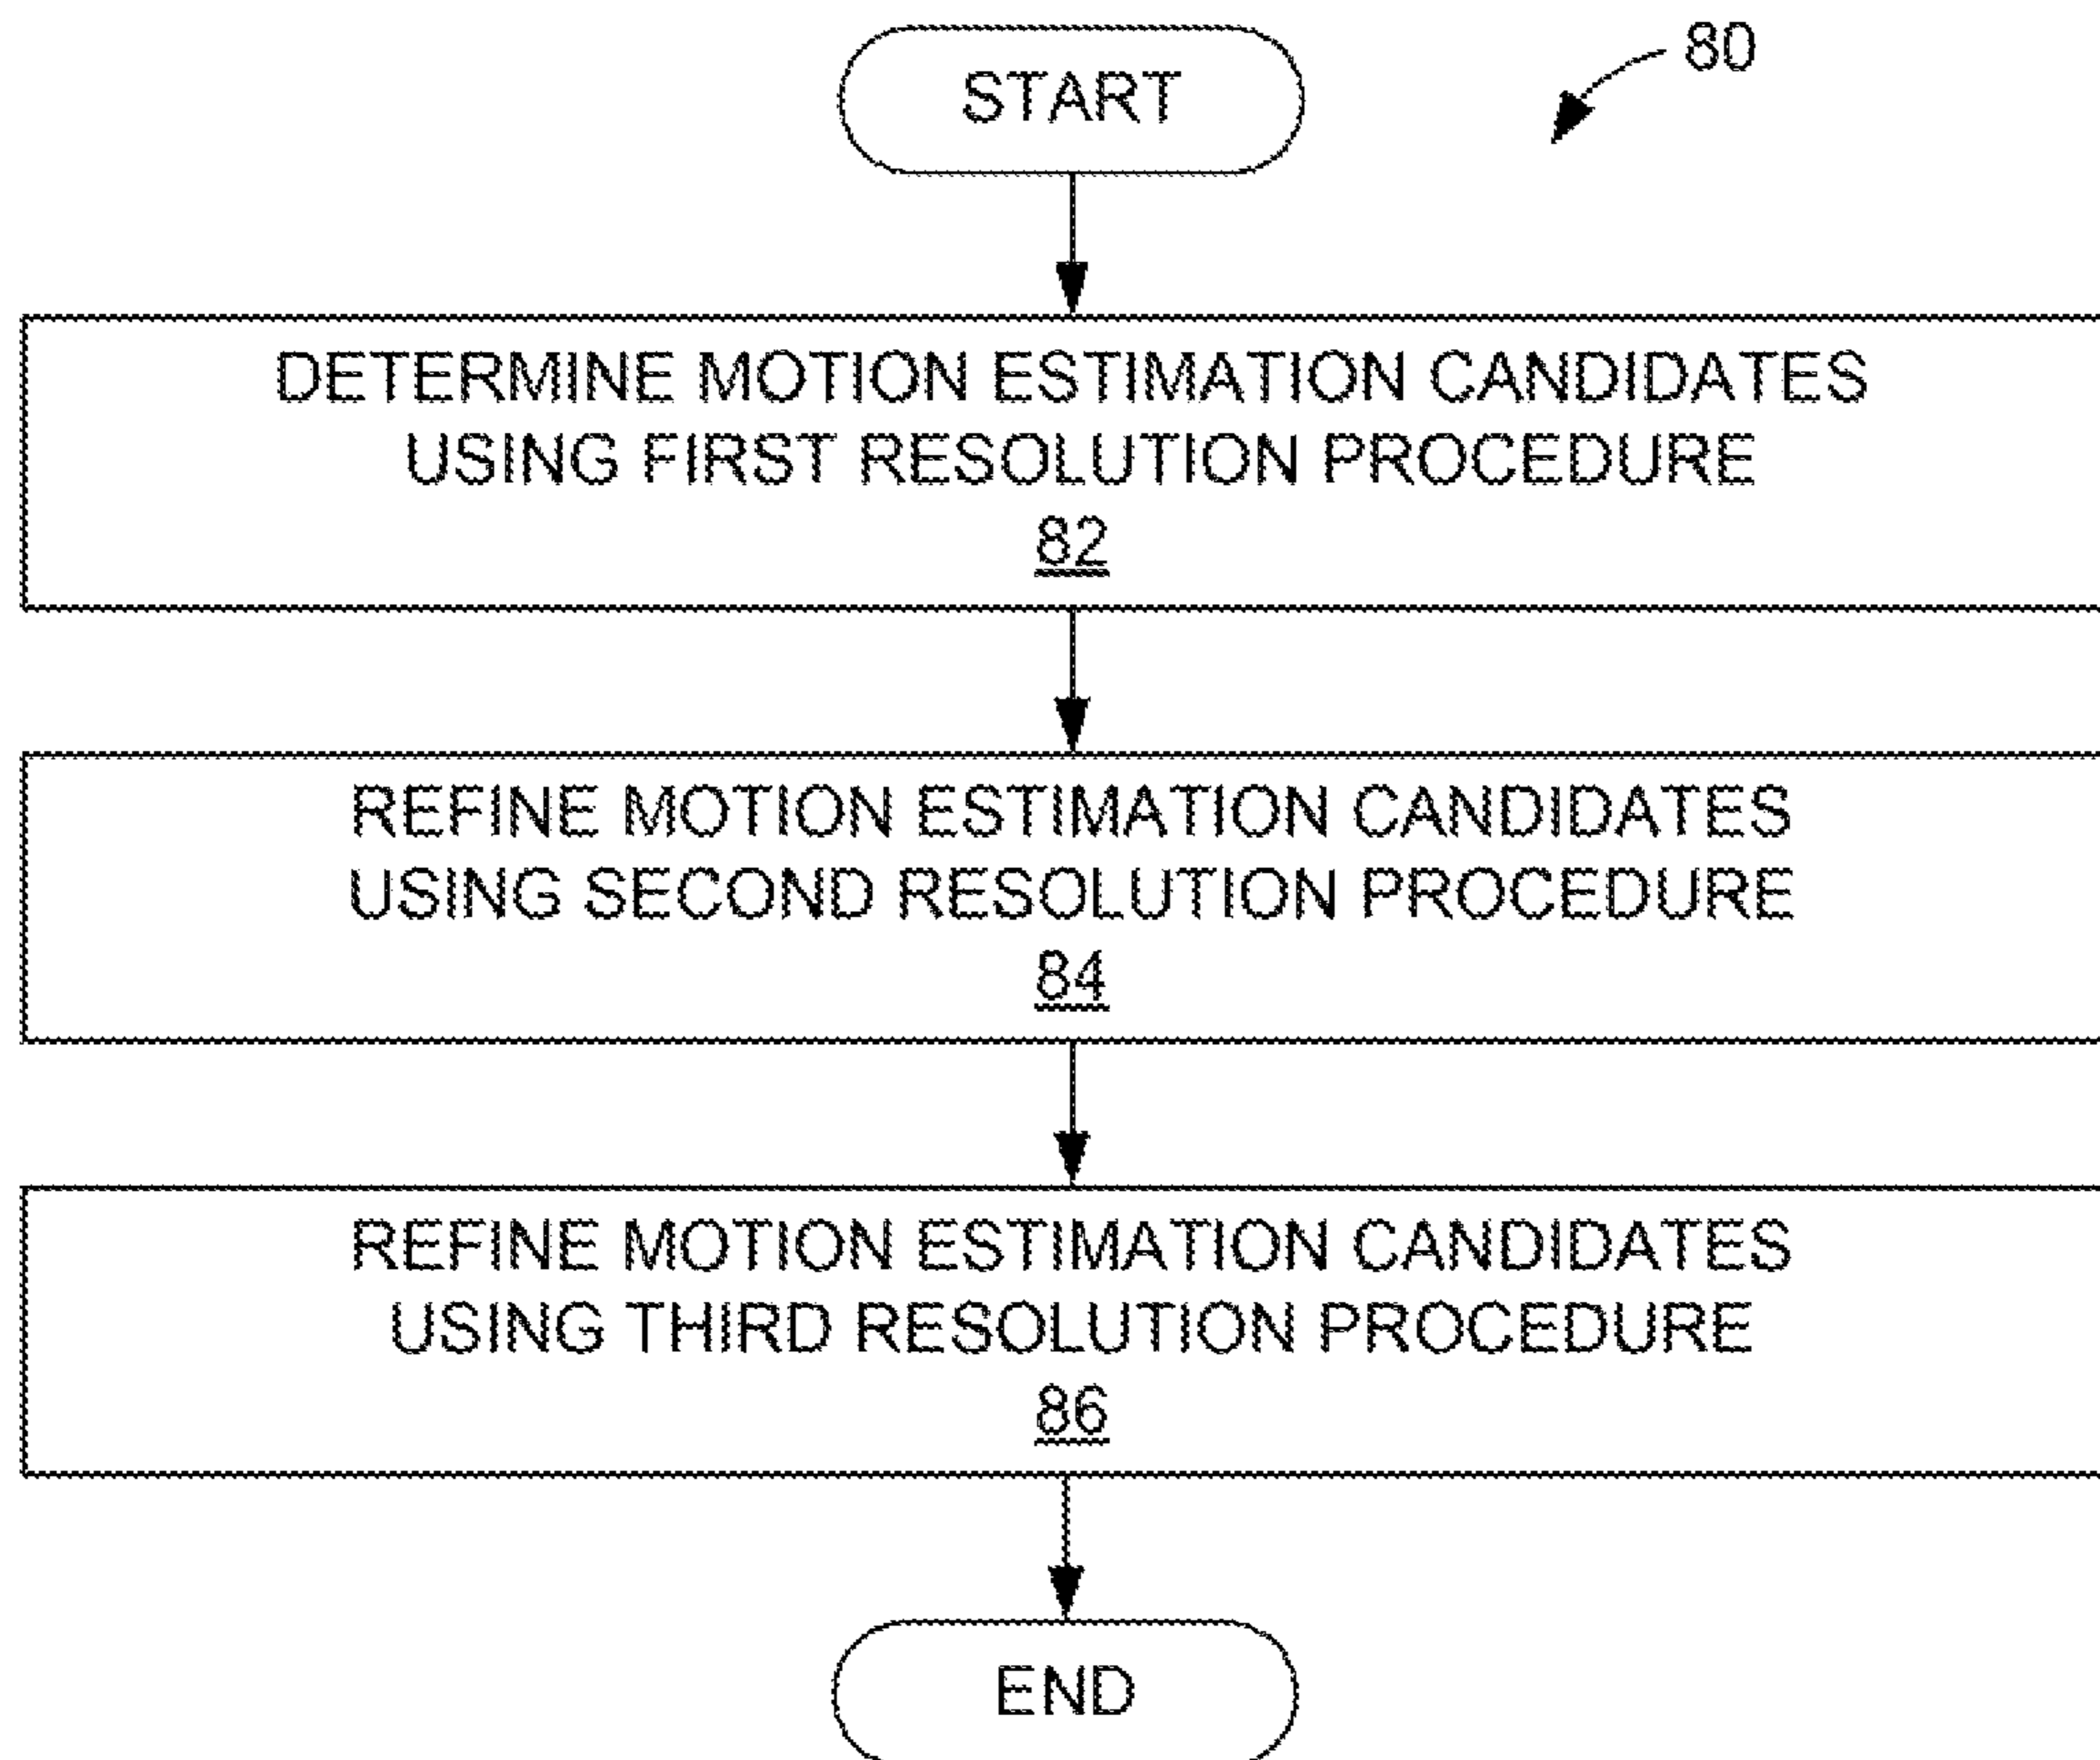 START
80
DETERMINE MOTION ESTIMATION CANDIDATES
USING FIRST RESOLUTION PROCEDURE
82
REFINE MOTION ESTIMATION CANDIDATES
USING SECOND RESOLUTION PROCEDURE
84
REFINE MOTION ESTIMATION CANDIDATES
USING THIRD RESOLUTION PROCEDURE
86
END